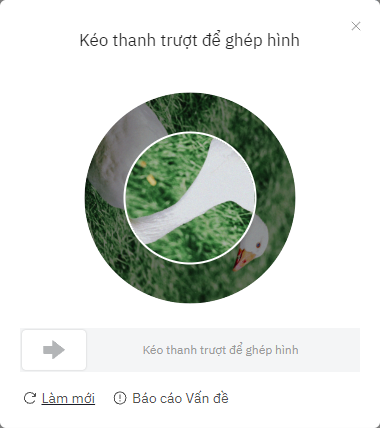 Kéo thanh trượt để ghép hình
Kéo thanh trượt để ghép hình
Làm mới
Báo cáo Vấn đề